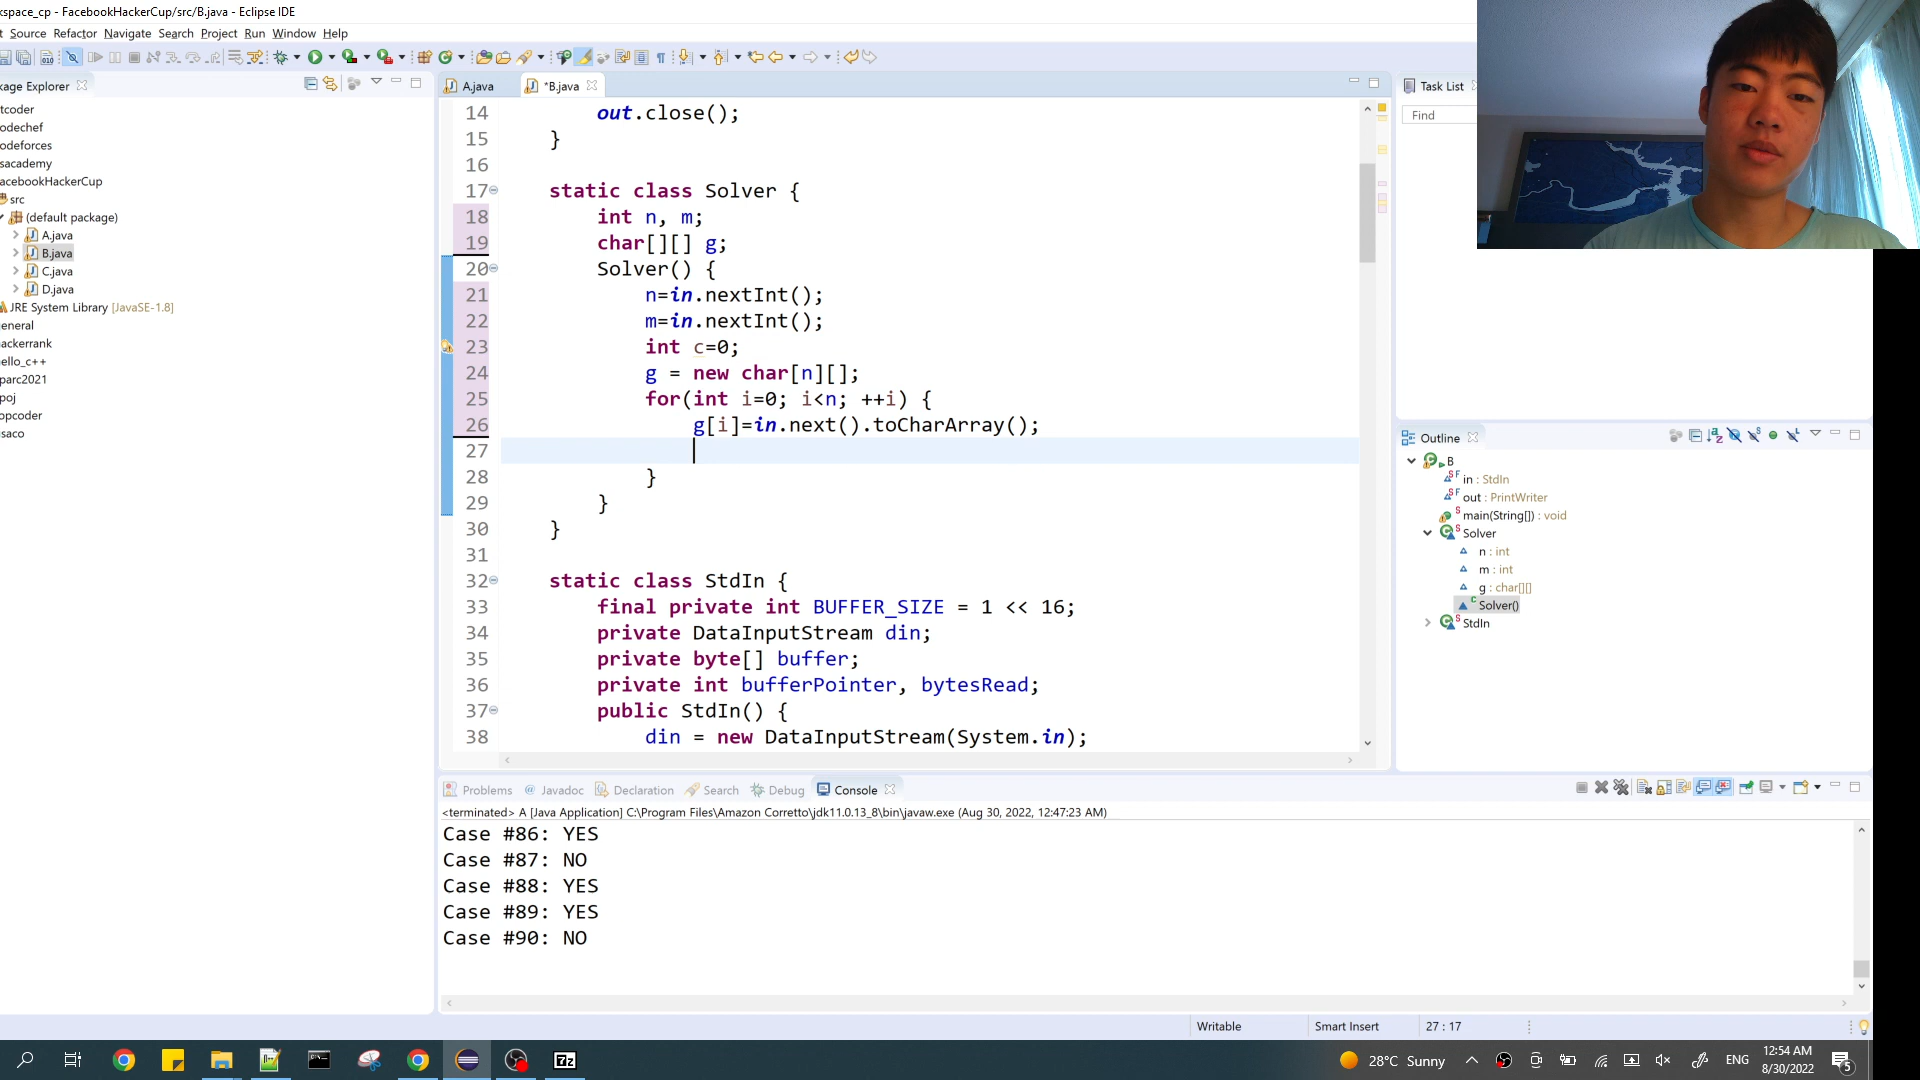 kspace_cp - FacebookHackerCup/src/B.java - Eclipse IDE
t Source Refactor Navigate Search Project Run Window Help
kage Explorer
tcoder
odechef
odeforces
sacademy
acebookHackerCup
src
(default package)
A.java
B.java
C.java
D.java
JRE System Library [JavaSE-1.8]
eneral
ackerrank
ello_c++
parc2021
poj
opcoder
saco
A.java
*B.java
14 out.close();
15 }
16
17 static class Solver {
18 int n, m;
19 char[][] g;
20 Solver() {
21 n=in.nextInt();
22 m=in.nextInt();
23 int c=0;
24 g = new char[n][];
25 for(int i=0; i<n; ++i) {
26 g[i]=in.next().toCharArray();
27
28 }
29 }
30 }
31
32 static class StdIn {
33 final private int BUFFER_SIZE = 1 << 16;
34 private DataInputStream din;
35 private byte[] buffer;
36 private int bufferPointer, bytesRead;
37 public StdIn() {
38 din = new DataInputStream(System.in);
Task List
Find
Outline
B
in : StdIn
out : PrintWriter
main(String[]) : void
Solver
n : int
m : int
g : char[][]
Solver()
StdIn
Problems @ Javadoc Declaration Search Debug Console
<terminated> A [Java Application] C:\Program Files\Amazon Corretto\jdk11.0.13_8\bin\javaw.exe (Aug 30, 2022, 12:47:23 AM)
Case #86: YES
Case #87: NO
Case #88: YES
Case #89: YES
Case #90: NO
Writable
Smart Insert
27 : 17
7z
28°C Sunny
ENG
12:54 AM
8/30/2022
5